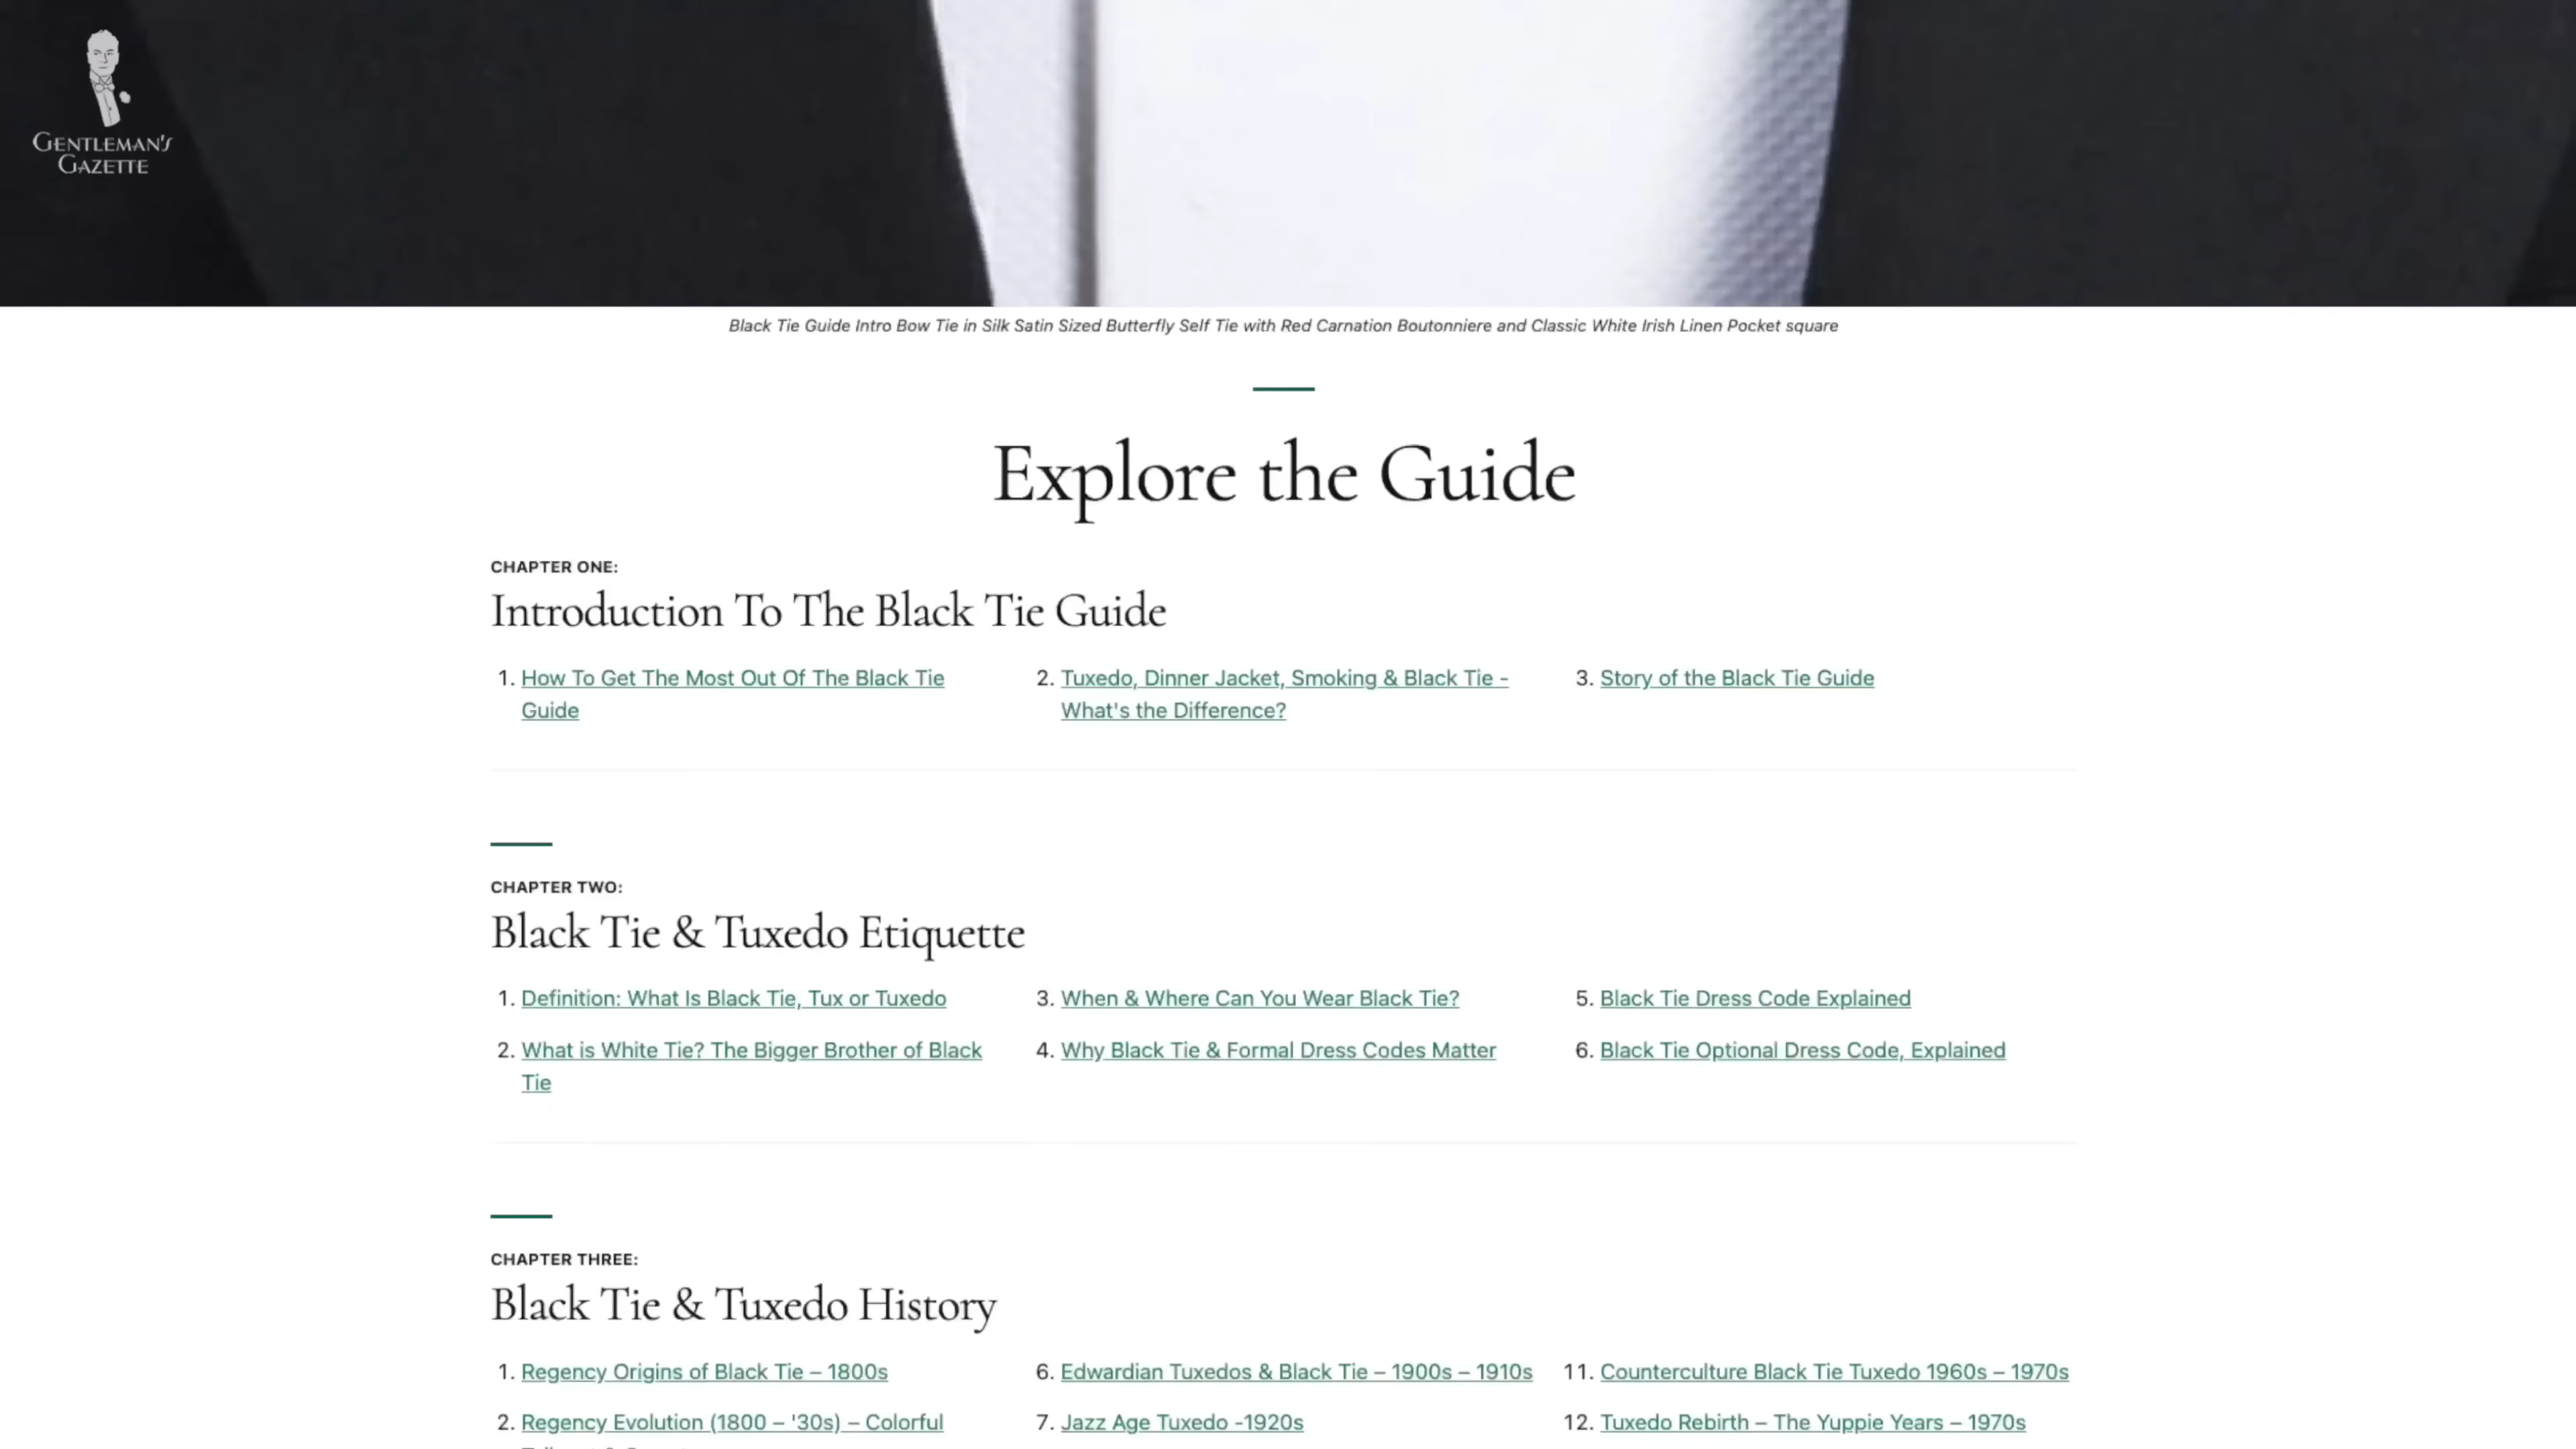 GENTLEMAN'S
GAZETTE
Black Tie Guide Intro Bow Tie in Silk Satin Sized Butterfly Self Tie with Red Carnation Boutonniere and Classic White Irish Linen Pocket square
Explore the Guide
CHAPTER ONE:
Introduction To The Black Tie Guide
1. How To Get The Most Out Of The Black Tie
Guide
2. Tuxedo, Dinner Jacket, Smoking & Black Tie -
What's the Difference?
3. Story of the Black Tie Guide
CHAPTER TWO:
Black Tie & Tuxedo Etiquette
1. Definition: What Is Black Tie, Tux or Tuxedo
2. What is White Tie? The Bigger Brother of Black
Tie
3. When & Where Can You Wear Black Tie?
4. Why Black Tie & Formal Dress Codes Matter
5. Black Tie Dress Code Explained
6. Black Tie Optional Dress Code, Explained
CHAPTER THREE:
Black Tie & Tuxedo History
1. Regency Origins of Black Tie – 1800s
2. Regency Evolution (1800 – '30s) – Colorful
6. Edwardian Tuxedos & Black Tie – 1900s – 1910s
7. Jazz Age Tuxedo -1920s
11. Counterculture Black Tie Tuxedo 1960s – 1970s
12. Tuxedo Rebirth – The Yuppie Years – 1970s